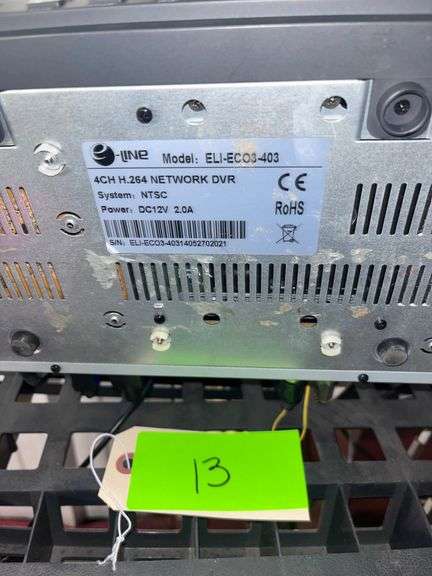 e-Line Model: ELI-ECO3-403
4CH H.264 NETWORK DVR
System: NTSC
Power: DC12V 2.0A
CE
RoHS
S/N: ELI-ECO3-40314052702021
13